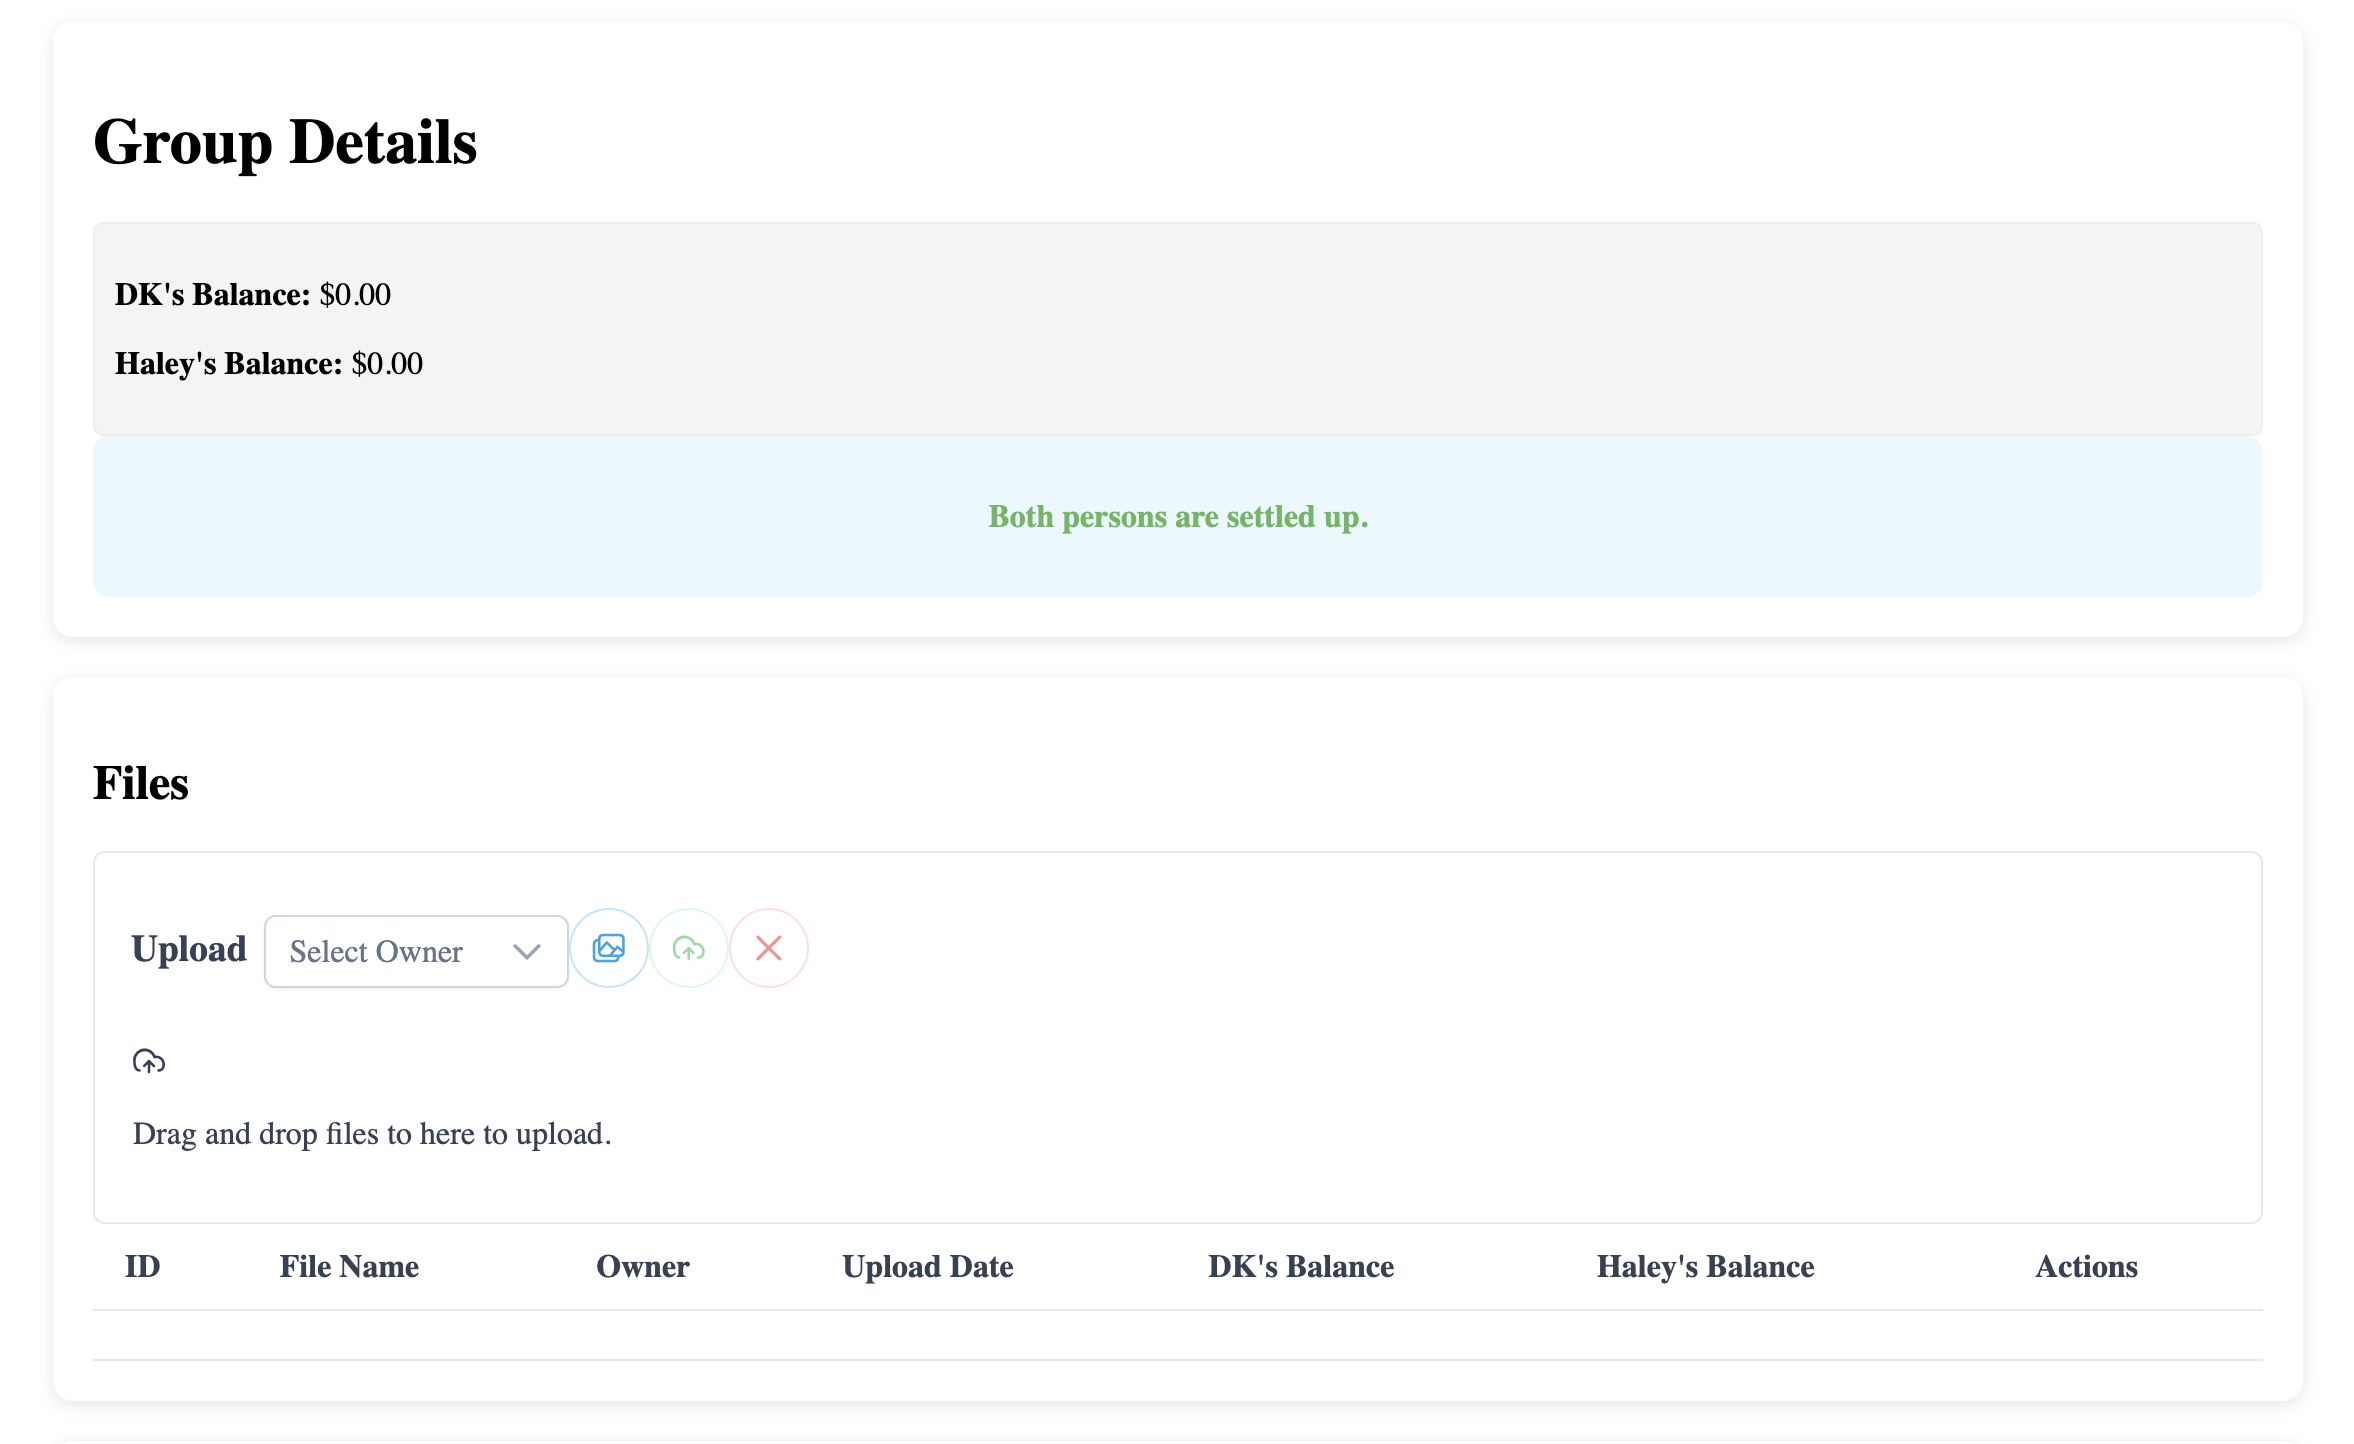 Group Details
DK's Balance: $0.00
Haley's Balance: $0.00
Both persons are settled up.
Files
Upload Select Owner
Drag and drop files to here to upload.
ID File Name Owner Upload Date DK's Balance Haley's Balance Actions